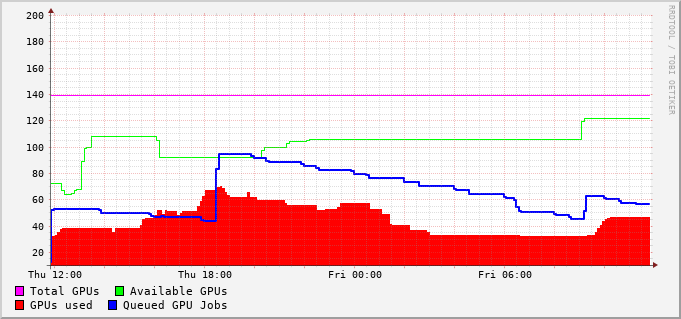 200
180
160
140
120
100
80
60
40
20
Thu 12:00 Thu 18:00 Fri 00:00 Fri 06:00
Total GPUs Available GPUs
GPUs used Queued GPU Jobs
RRDTOOL / TOBI OETIKER